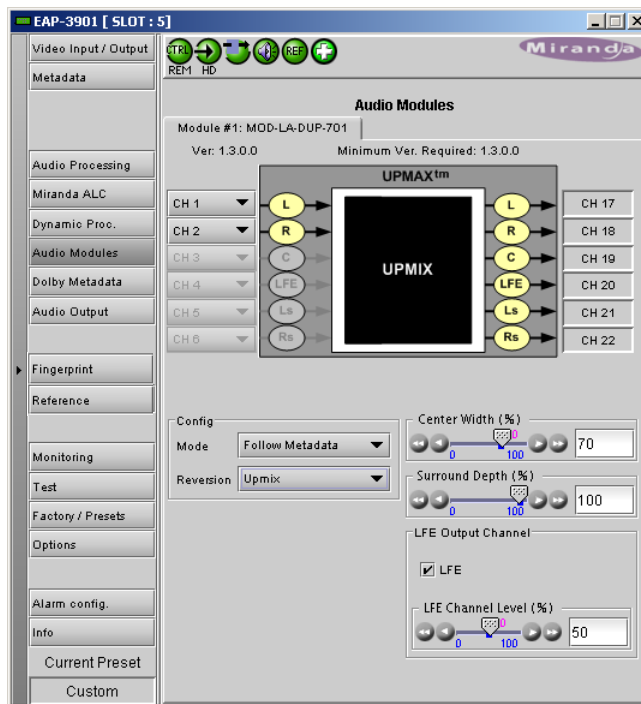 EAP-3901 [ SLOT : 5]
Video Input / Output
Metadata
Audio Processing
Miranda ALC
Dynamic Proc.
Audio Modules
Dolby Metadata
Audio Output
Fingerprint
Reference
Monitoring
Test
Factory / Presets
Options
Alarm config.
Info
Current Preset
Custom
CTRL
REF
REM HD
Miranda
Audio Modules
Module #1: MOD-LA-DUP-701
Ver: 1.3.0.0 Minimum Ver. Required: 1.3.0.0
UPMAXtm
CH 1 L L CH 17
CH 2 R R CH 18
CH 3 C C CH 19
CH 4 LFE LFE CH 20
CH 5 Ls Ls CH 21
CH 6 Rs Rs CH 22
UPMIX
Config
Mode Follow Metadata
Reversion Upmix
Center Width (%)
0
0 100
70
Surround Depth (%)
0 100
100
LFE Output Channel
LFE
LFE Channel Level (%)
0
0 100
50